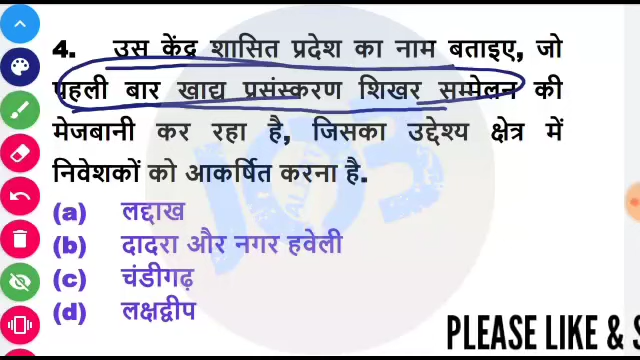 4. उस केंद्र शासित प्रदेश का नाम बताइए, जो
पहली बार खाद्य प्रसंस्करण शिखर सम्मेलन की
मेजबानी कर रहा है, जिसका उद्देश्य क्षेत्र में
निवेशकों को आकर्षित करना है.
(a) लद्दाख
(b) दादरा और नगर हवेली
(c) चंडीगढ़
(d) लक्षद्वीप
PLEASE LIKE & S